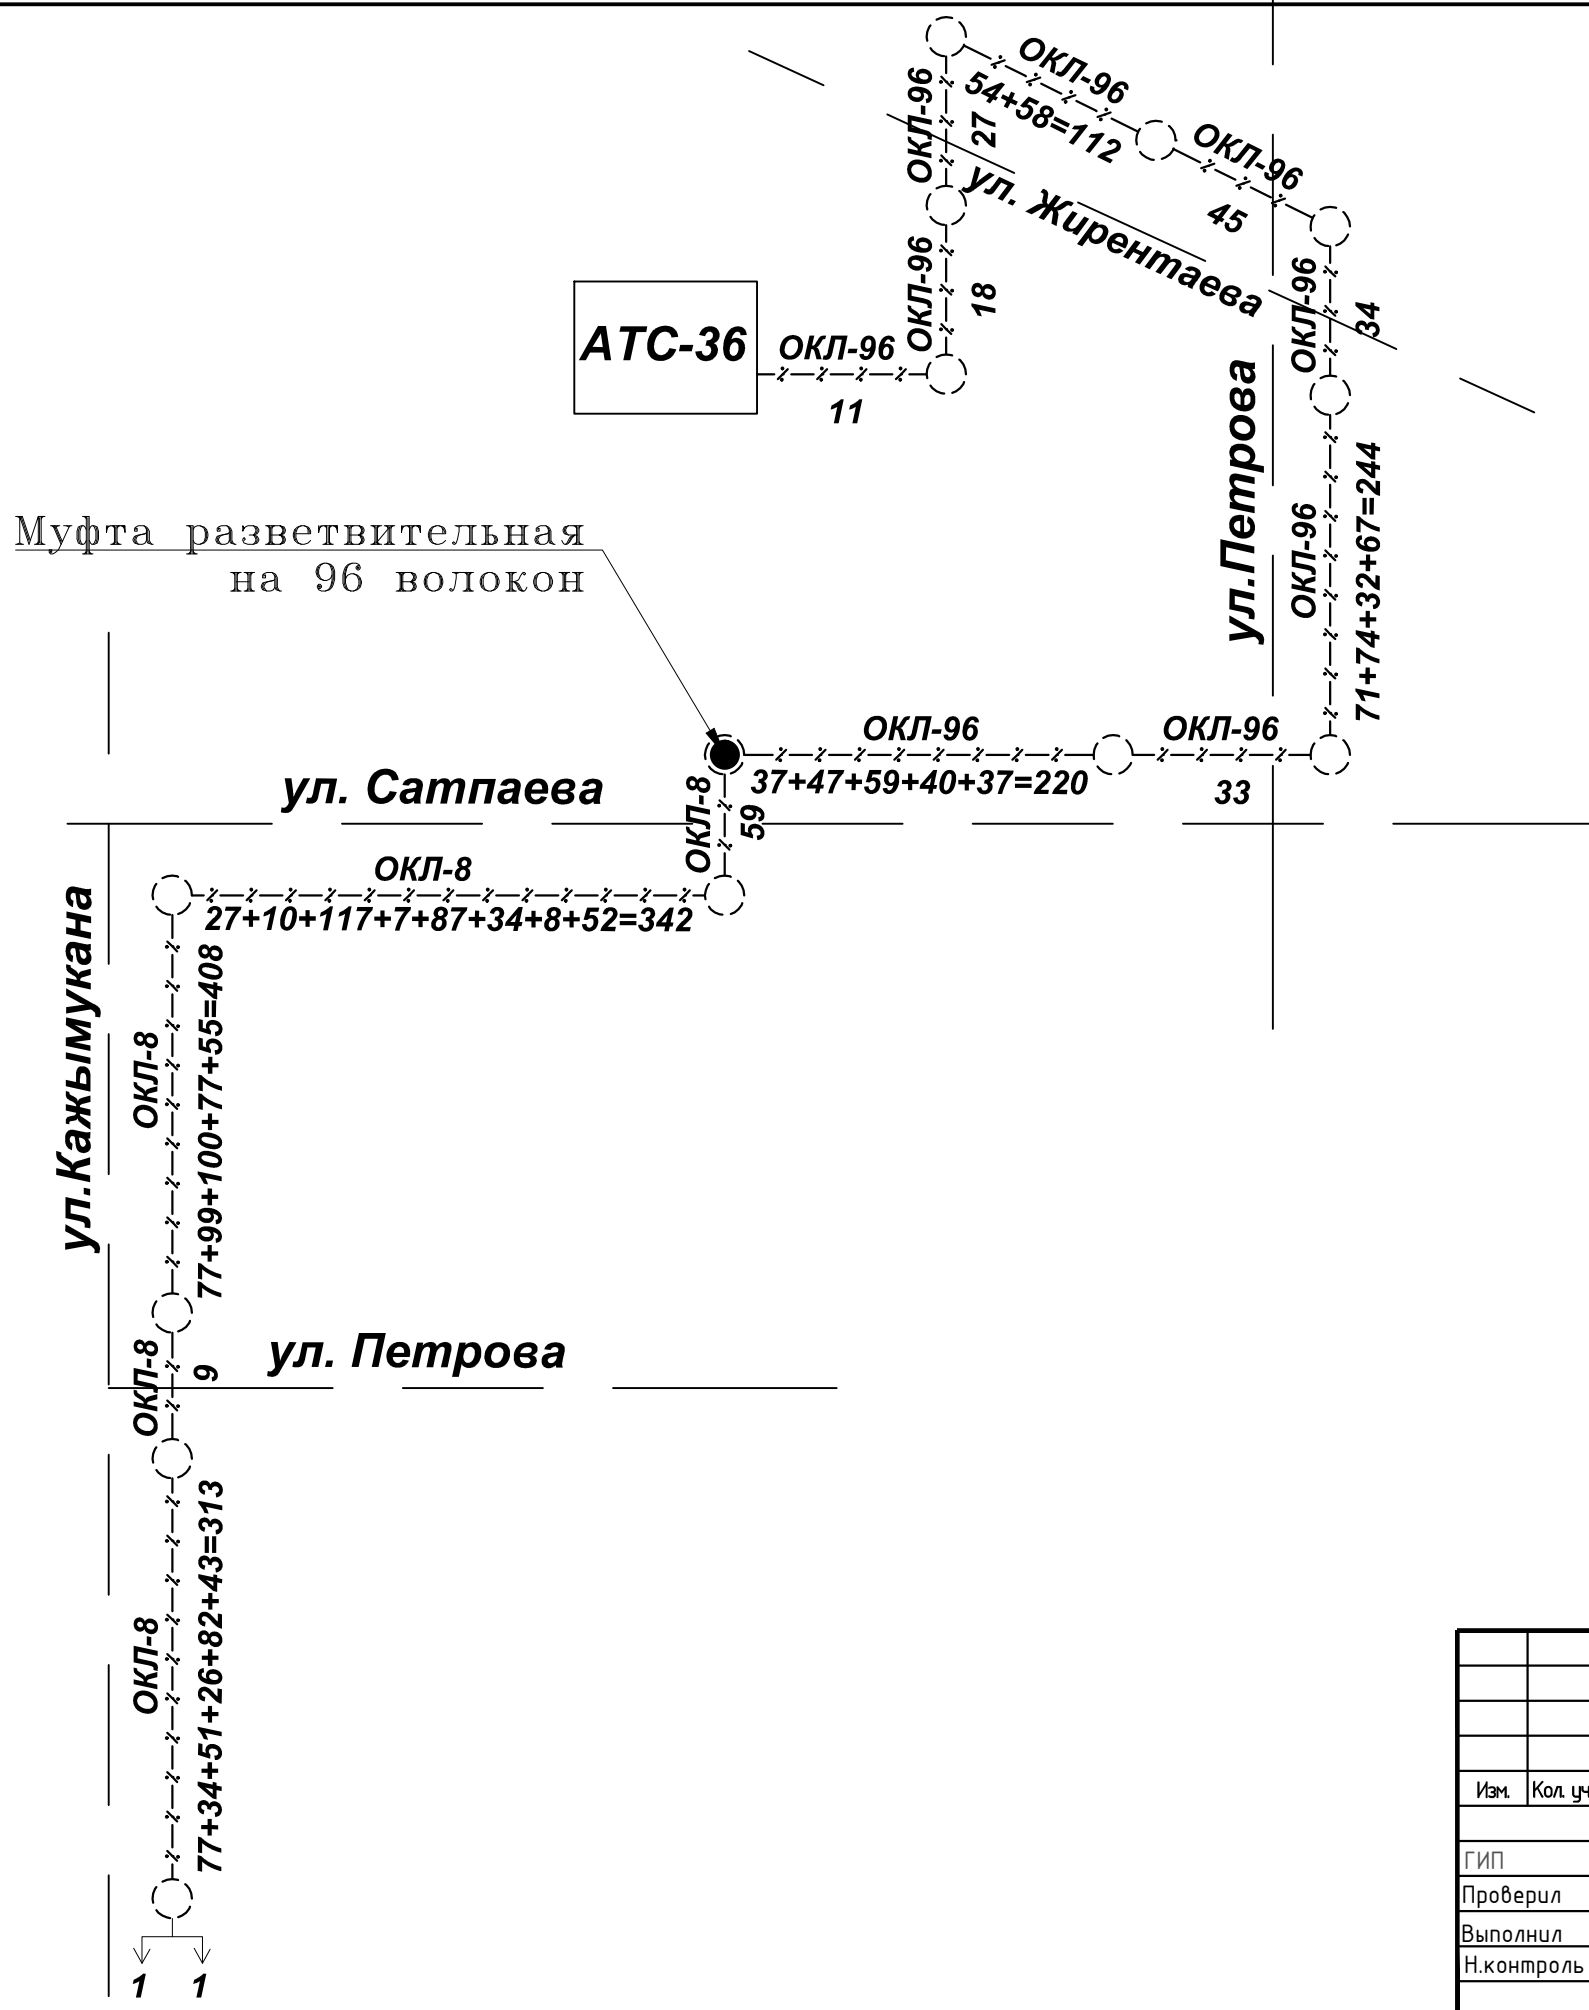 ОКЛ-96
54+58=112
ОКЛ-96
45
ОКЛ-96
27
ул. Жирентаева
ОКЛ-96
18
АТС-36
ОКЛ-96
11
ОКЛ-96
34
ул.Петрова
ОКЛ-96
71+74+32+67=244
Муфта разветвительная
на 96 волокон
ОКЛ-96
37+47+59+40+37=220
ОКЛ-96
33
ул. Сатпаева
ОКЛ-8
59
ОКЛ-8
27+10+117+7+87+34+8+52=342
ул.Кажымукана
ОКЛ-8
77+99+100+77+55=408
ОКЛ-8
9
ул. Петрова
ОКЛ-8
77+34+51+26+82+43=313
1 1
Изм. Кол. уч
ГИП
Проверил
Выполнил
Н.контроль